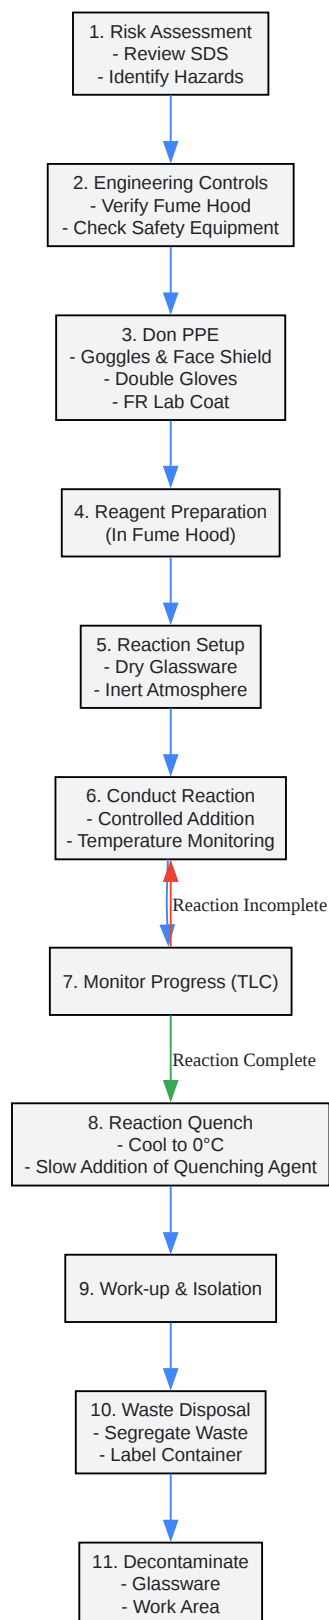 1. Risk Assessment
- Review SDS
- Identify Hazards
2. Engineering Controls
- Verify Fume Hood
- Check Safety Equipment
3. Don PPE
- Goggles & Face Shield
- Double Gloves
- FR Lab Coat
4. Reagent Preparation
(In Fume Hood)
5. Reaction Setup
- Dry Glassware
- Inert Atmosphere
6. Conduct Reaction
- Controlled Addition
- Temperature Monitoring
Reaction Incomplete
7. Monitor Progress (TLC)
Reaction Complete
8. Reaction Quench
- Cool to 0°C
- Slow Addition of Quenching Agent
9. Work-up & Isolation
10. Waste Disposal
- Segregate Waste
- Label Container
11. Decontaminate
- Glassware
- Work Area